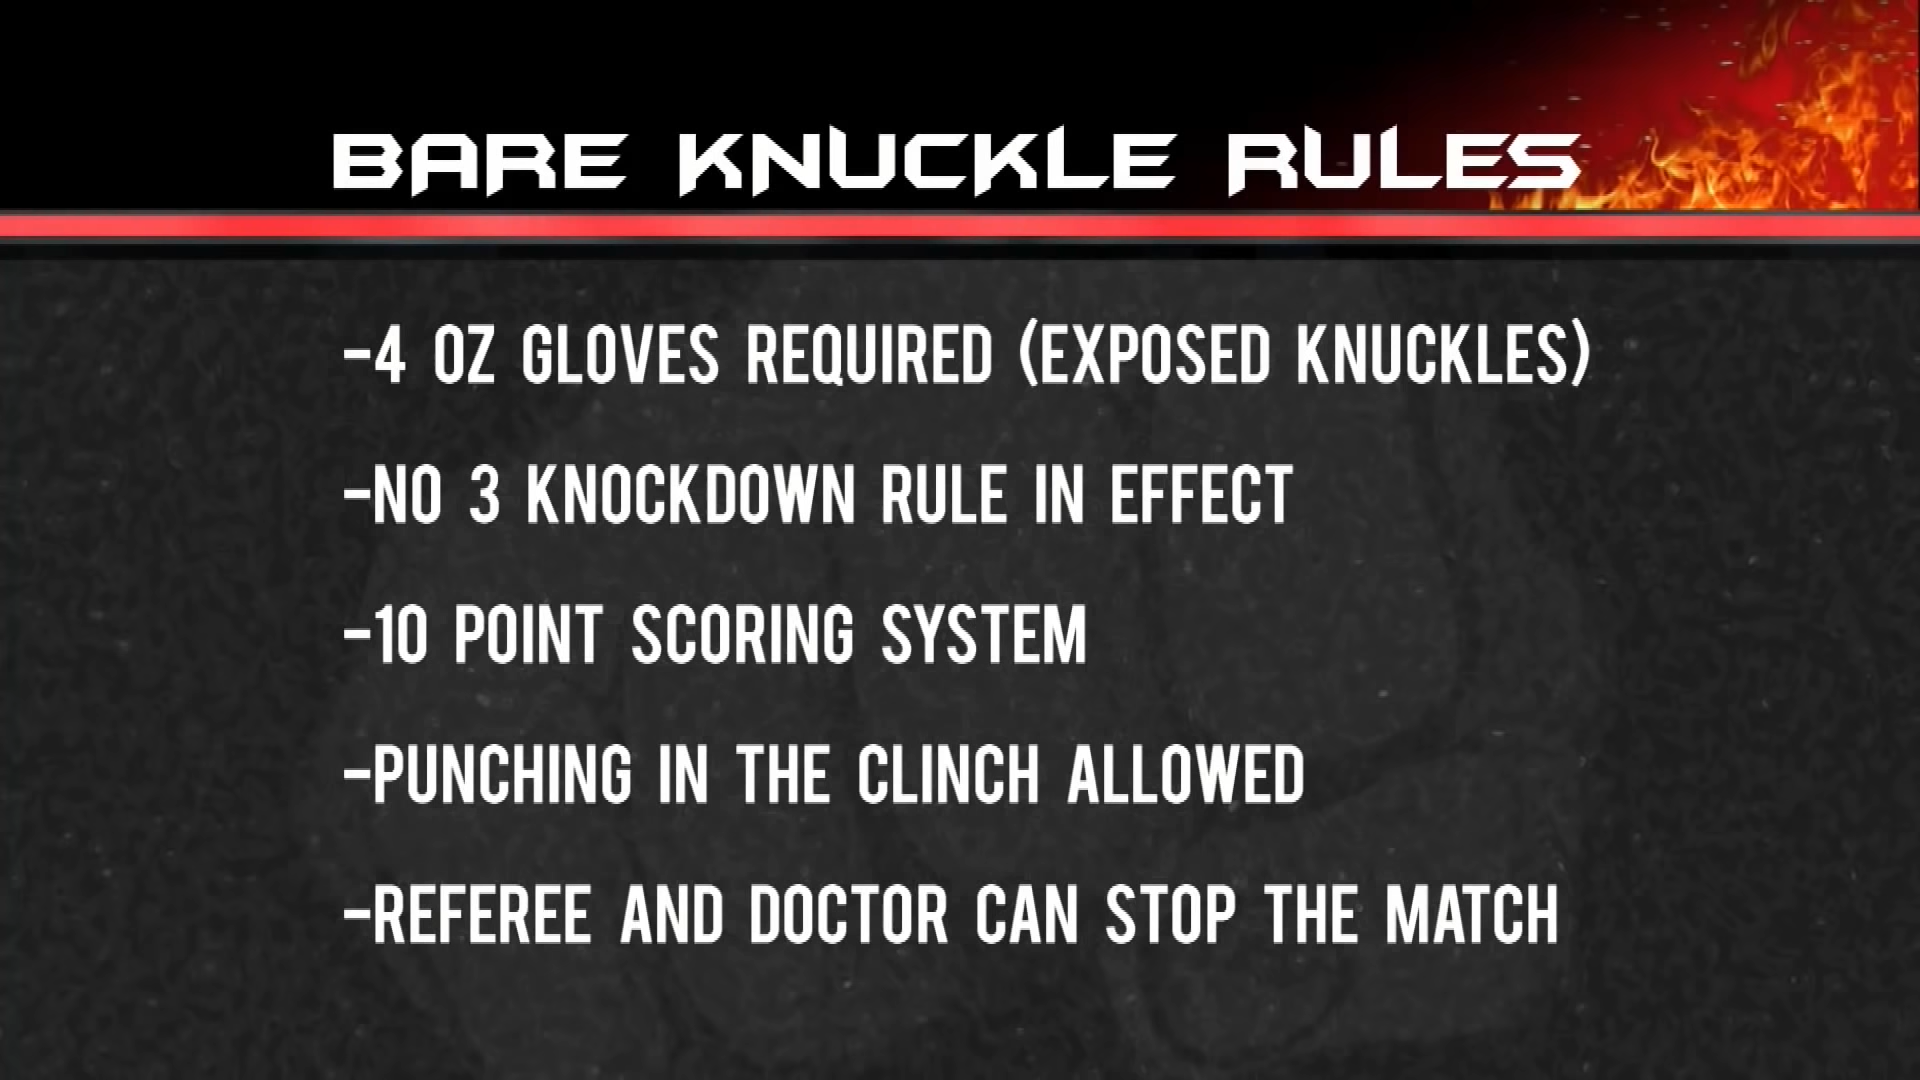 BARE KNUCKLE RULES
-4 OZ GLOVES REQUIRED (EXPOSED KNUCKLES)
-NO 3 KNOCKDOWN RULE IN EFFECT
-10 POINT SCORING SYSTEM
-PUNCHING IN THE CLINCH ALLOWED
-REFEREE AND DOCTOR CAN STOP THE MATCH